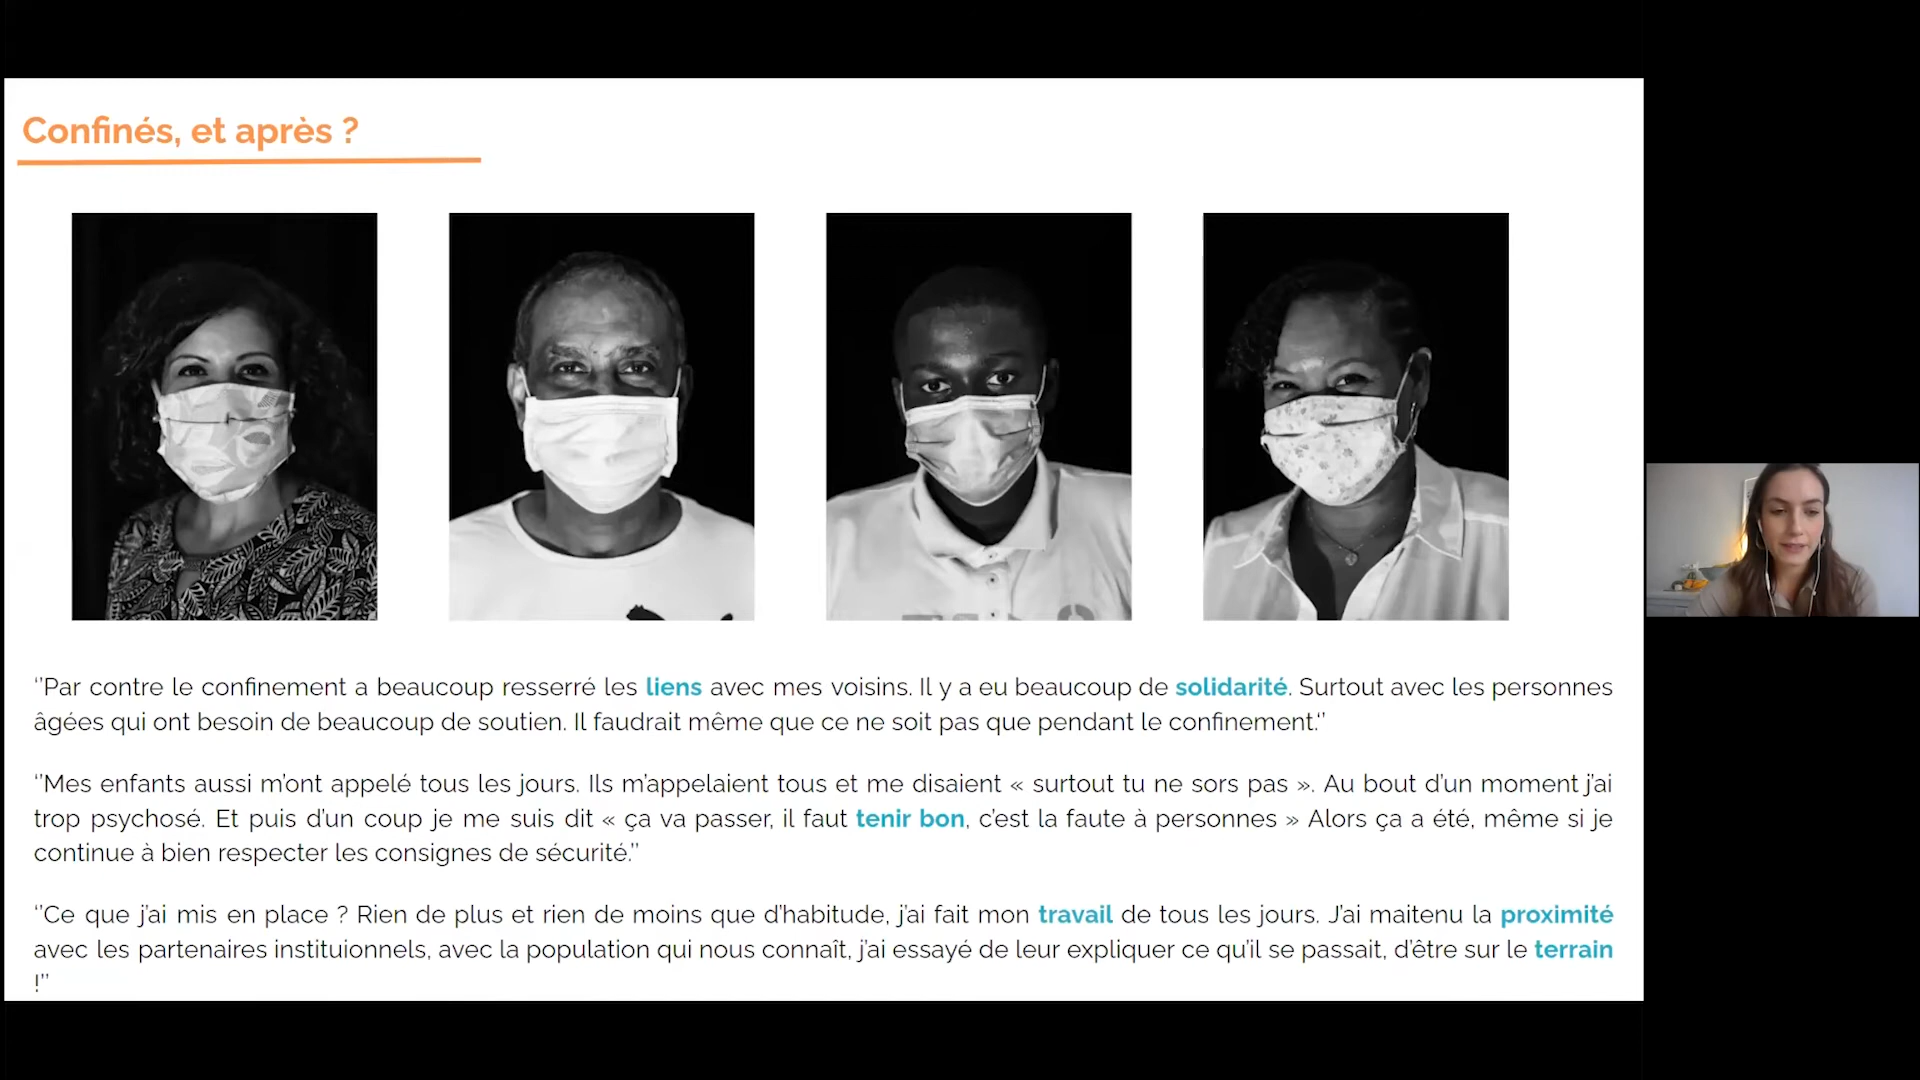 Confinés, et après ?
‘’Par contre le confinement a beaucoup resserré les liens avec mes voisins. Il y a eu beaucoup de solidarité. Surtout avec les personnes
âgées qui ont besoin de beaucoup de soutien. Il faudrait même que ce ne soit pas que pendant le confinement.‘’
‘’Mes enfants aussi m’ont appelé tous les jours. Ils m’appelaient tous et me disaient « surtout tu ne sors pas ». Au bout d’un moment j’ai
trop psychosé. Et puis d’un coup je me suis dit « ça va passer, il faut tenir bon, c’est la faute à personnes » Alors ça a été, même si je
continue à bien respecter les consignes de sécurité.’’
‘’Ce que j’ai mis en place ? Rien de plus et rien de moins que d’habitude, j’ai fait mon travail de tous les jours. J’ai maitenu la proximité
avec les partenaires instituionnels, avec la population qui nous connaît, j’ai essayé de leur expliquer ce qu’il se passait, d’être sur le terrain
!’’